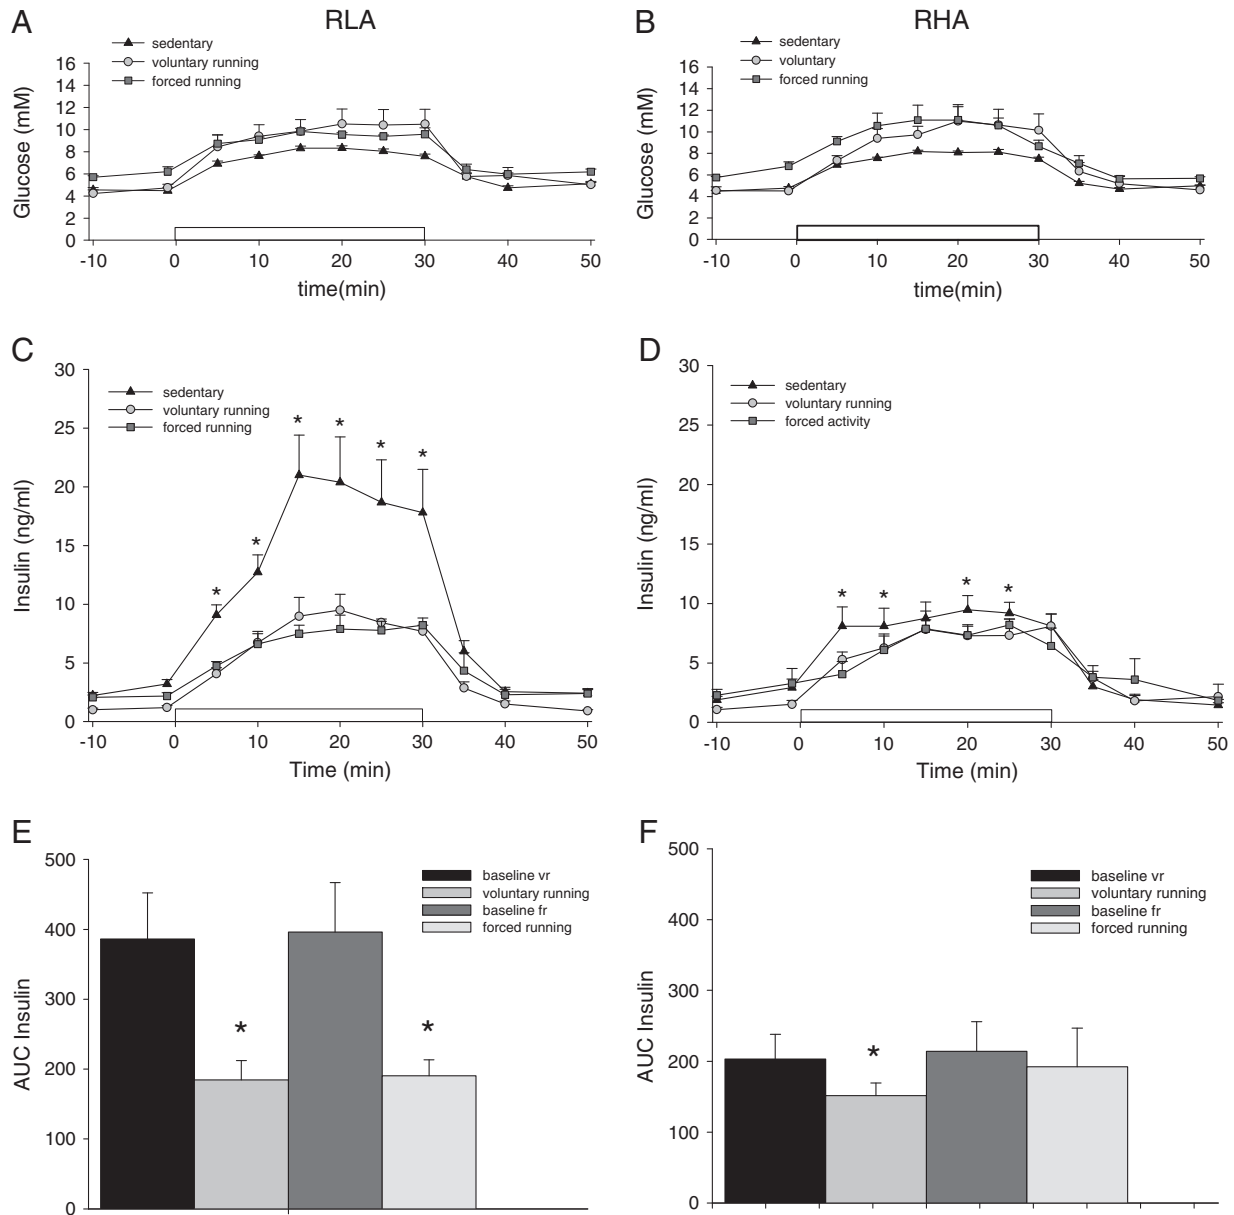 A
RLA
sedentary
voluntary running
forced running
Glucose (mM)
16
14
12
10
8
6
4
2
0
-10
0
10
20
30
40
50
time(min)
B
RHA
sedentary
voluntary
forced running
Glucose (mM)
16
14
12
10
8
6
4
2
0
-10
0
10
20
30
40
50
time(min)
C
sedentary
voluntary running
forced running
Insulin (ng/ml)
30
25
20
15
10
5
0
* * * * * *
-10
0
10
20
30
40
50
Time (min)
D
sedentary
voluntary running
forced activity
Insulin (ng/ml)
30
25
20
15
10
5
0
* * * *
-10
0
10
20
30
40
50
Time (min)
E
baseline vr
voluntary running
baseline fr
forced running
AUC Insulin
500
400
300
200
100
0
* *
F
baseline vr
voluntary running
baseline fr
forced running
AUC Insulin
500
400
300
200
100
0
*